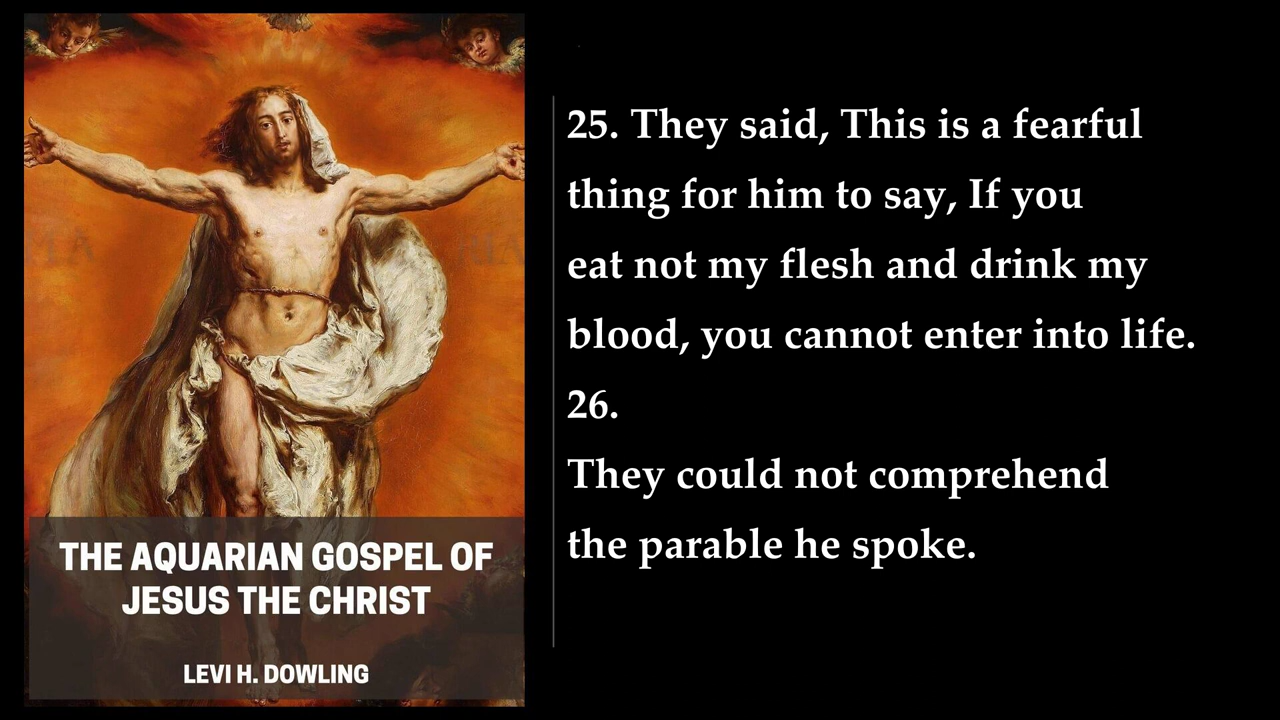 THE AQUARIAN GOSPEL OF
JESUS THE CHRIST
LEVI H. DOWLING
25. They said, This is a fearful
thing for him to say, If you
eat not my flesh and drink my
blood, you cannot enter into life.
26.
They could not comprehend
the parable he spoke.